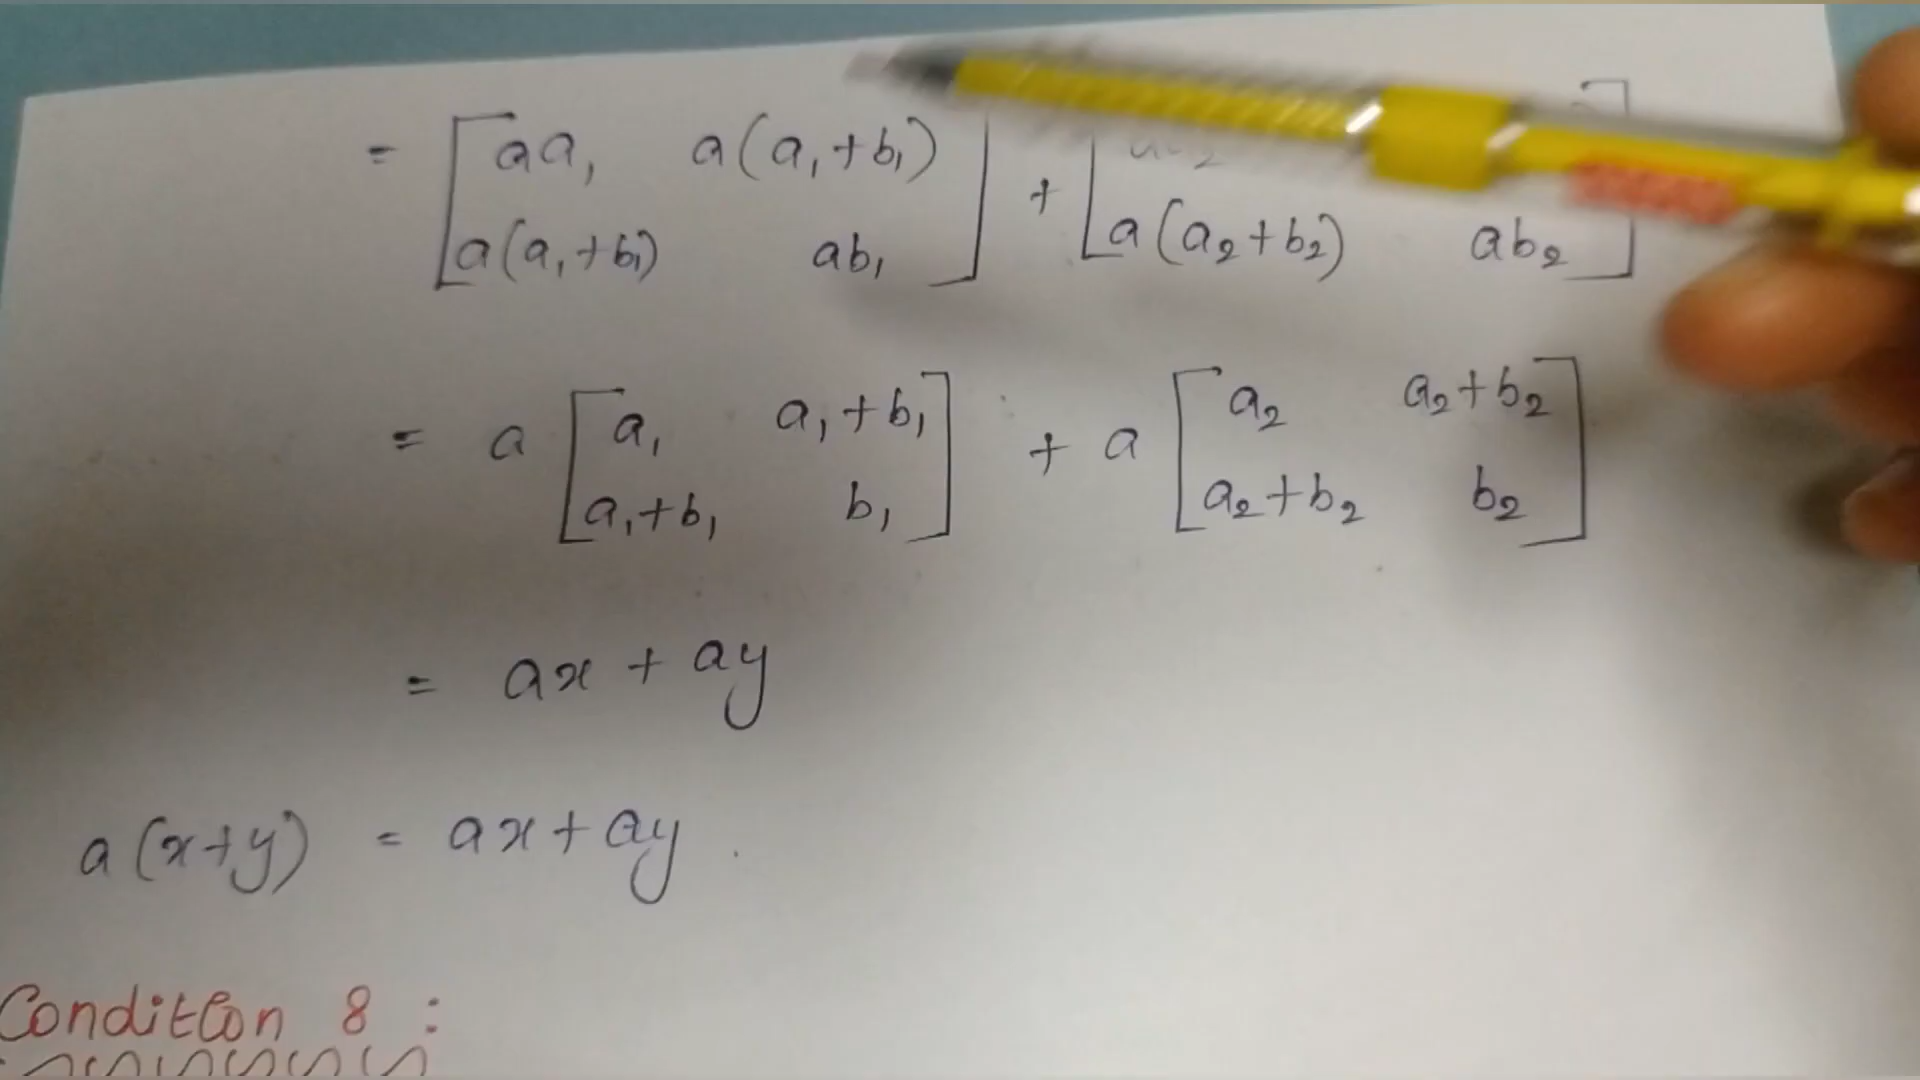 = [ aa₁ a(a₁+b₁) ] + [
[ a(a₁+b₁) ab₁ ] [ a(a₂+b₂) ab₂ ]
= a [ a₁ a₁+b₁ ] + a [ a₂ a₂+b₂ ]
[ a₁+b₁ b₁ ] [ a₂+b₂ b₂ ]
= ax + ay
a(x+y) = ax+ay.
Condition 8 :